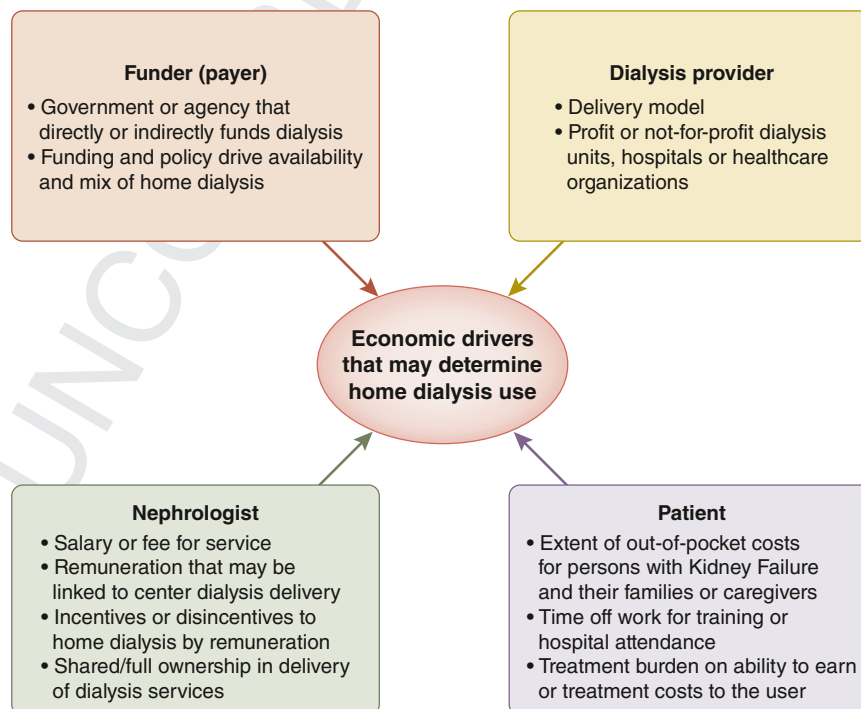 Funder (payer)
• Government or agency that
directly or indirectly funds dialysis
• Funding and policy drive availability
and mix of home dialysis
Dialysis provider
• Delivery model
• Profit or not-for-profit dialysis
units, hospitals or healthcare
organizations
Economic drivers
that may determine
home dialysis use
Nephrologist
• Salary or fee for service
• Remuneration that may be
linked to center dialysis delivery
• Incentives or disincentives to
home dialysis by remuneration
• Shared/full ownership in delivery
of dialysis services
Patient
• Extent of out-of-pocket costs
for persons with Kidney Failure
and their families or caregivers
• Time off work for training or
hospital attendance
• Treatment burden on ability to earn
or treatment costs to the user